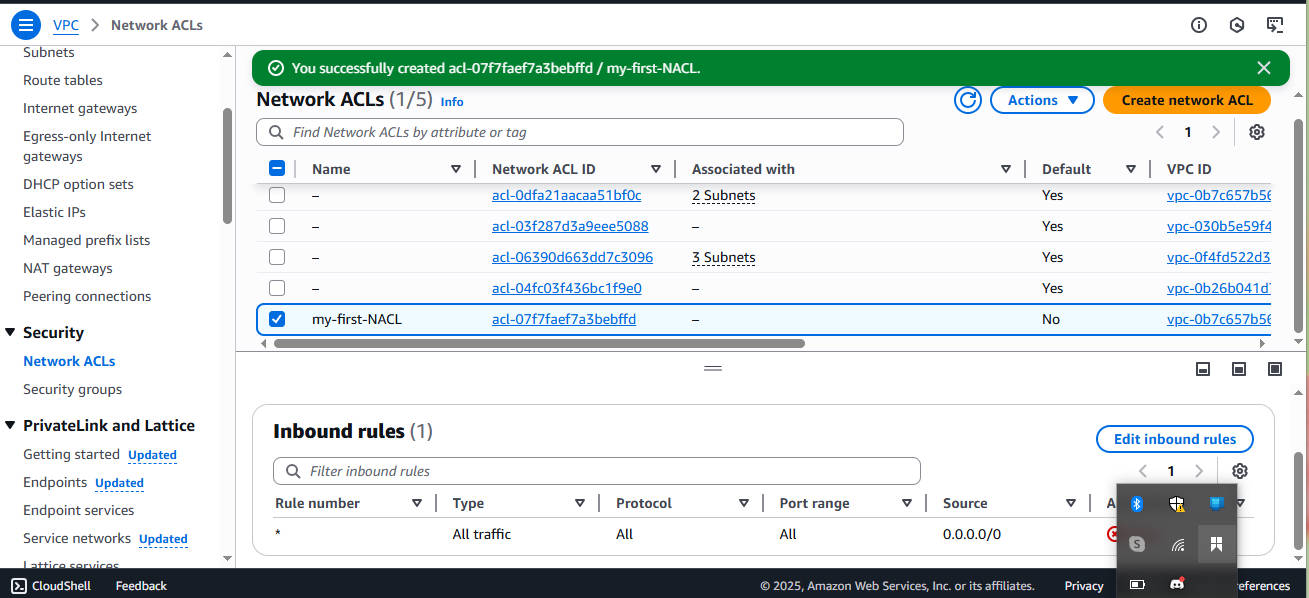 VPC > Network ACLs
Subnets
Route tables
Internet gateways
Egress-only Internet
gateways
DHCP option sets
Elastic IPs
Managed prefix lists
NAT gateways
Peering connections
Security
Network ACLs
Security groups
PrivateLink and Lattice
Getting started Updated
Endpoints Updated
Endpoint services
Service networks Updated
Lattice services
You successfully created acl-07f7faef7a3bebffd / my-first-NACL.
Network ACLs (1/5) Info
Actions
Create network ACL
Find Network ACLs by attribute or tag
1
Name Network ACL ID Associated with Default VPC ID
– acl-0dfa21aacaa51bf0c 2 Subnets Yes vpc-0b7c657b56
– acl-03f287d3a9eee5088 – Yes vpc-030b5e59f4
– acl-06390d663dd7c3096 3 Subnets Yes vpc-0f4fd522d3
– acl-04fc03f436bc1f9e0 – Yes vpc-0b26b041d
my-first-NACL acl-07f7faef7a3bebffd – No vpc-0b7c657b56
Inbound rules (1)
Edit inbound rules
Filter inbound rules
1
Rule number Type Protocol Port range Source A
* All traffic All All 0.0.0.0/0
CloudShell Feedback © 2025, Amazon Web Services, Inc. or its affiliates. Privacy eferences